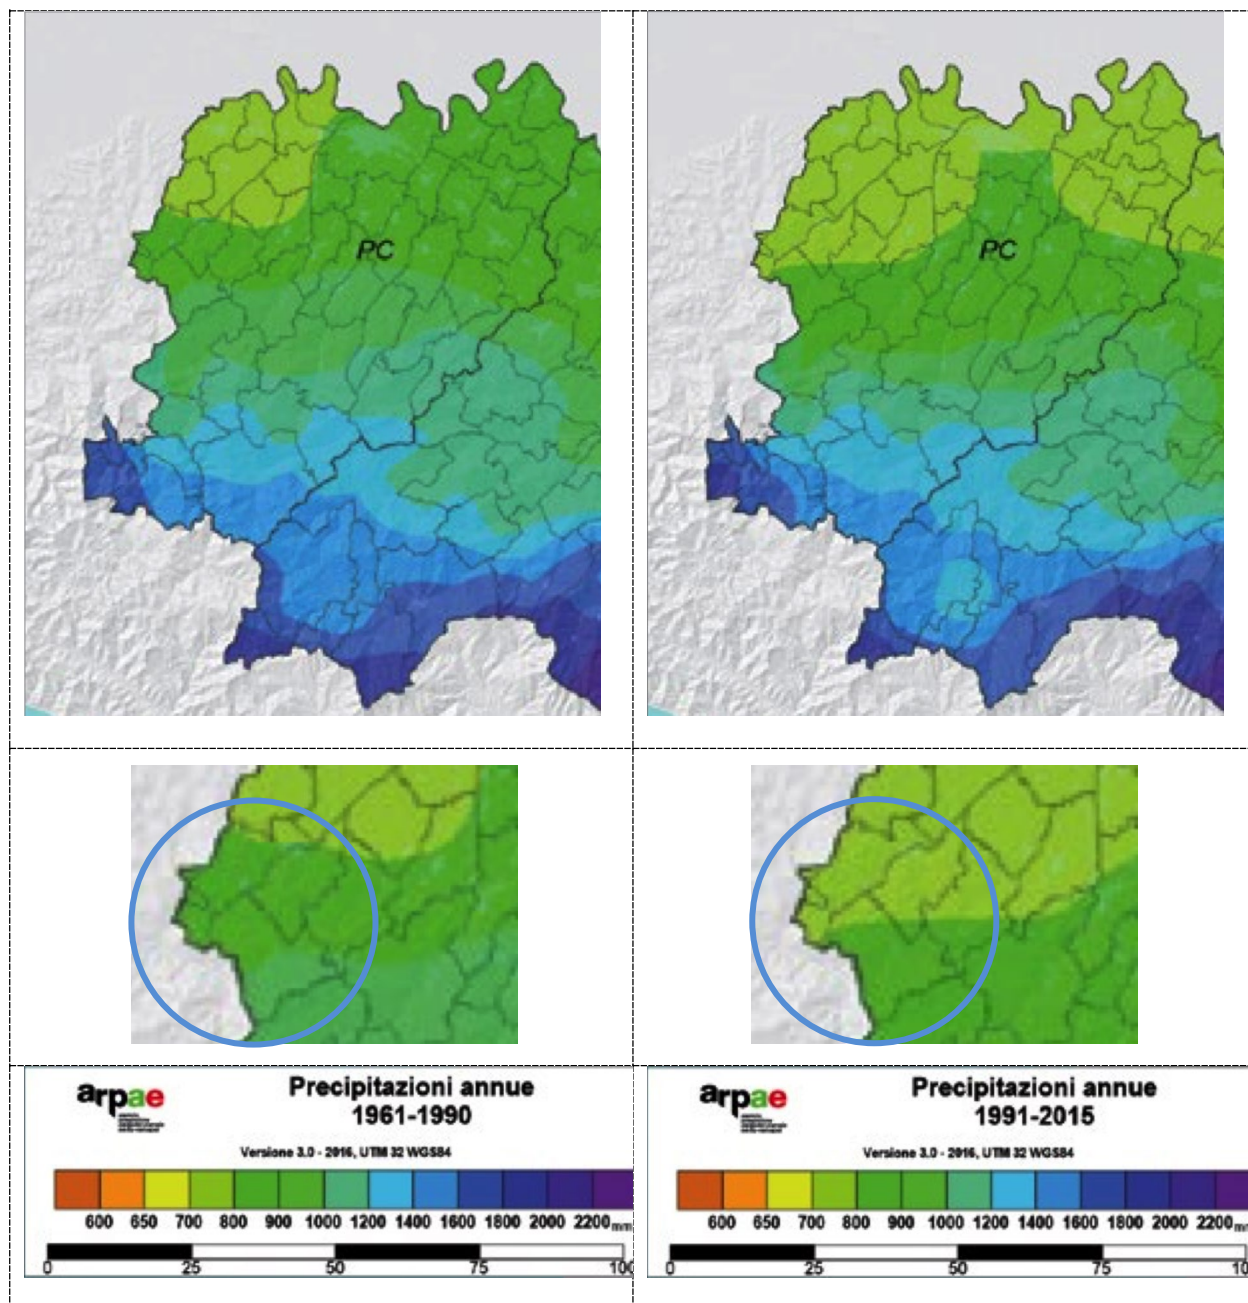 PC
PC
arpae
Precipitazioni annue
1961-1990
Versione 3.0 - 2016, UTM 32 WGS84
600 650 700 800 900 1000 1200 1400 1600 1800 2000 2200 mm
0 25 50 75
arpae
Precipitazioni annue
1991-2015
Versione 3.0 - 2016, UTM 32 WGS84
600 650 700 800 900 1000 1200 1400 1600 1800 2000 2200
0 25 50 75